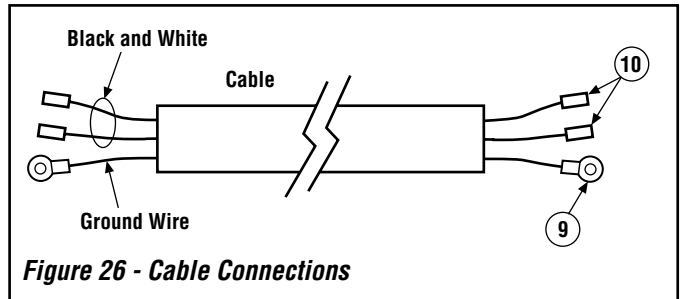 Black and White
Cable
10
Ground Wire
9
Figure 26 - Cable Connections